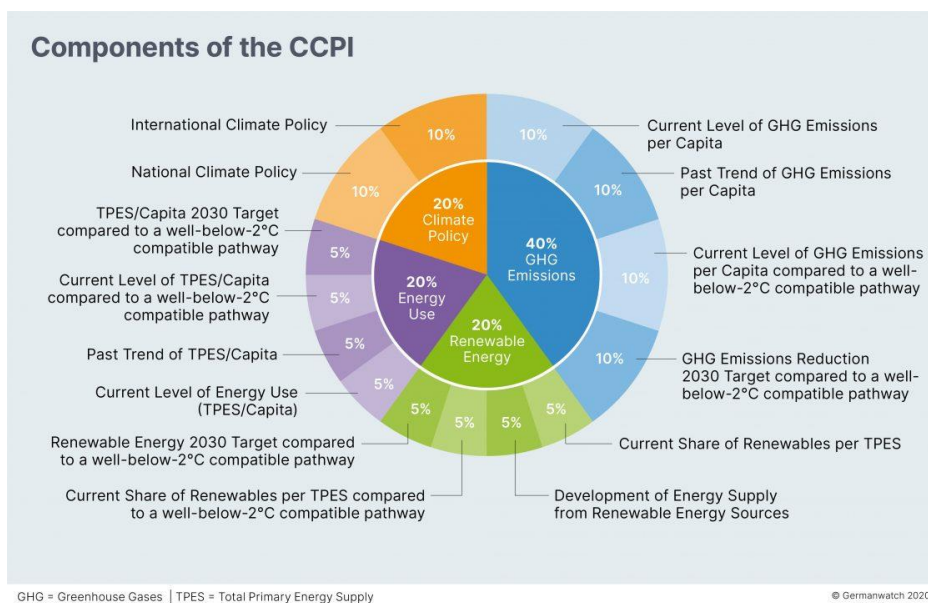 Components of the CCPI
International Climate Policy
National Climate Policy
TPES/Capita 2030 Target
compared to a well-below-2°C
compatible pathway
Current Level of TPES/Capita
compared to a well-below-2°C
compatible pathway
Past Trend of TPES/Capita
Current Level of Energy Use
(TPES/Capita)
Renewable Energy 2030 Target compared
to a well-below-2°C compatible pathway
Current Share of Renewables per TPES compared
to a well-below-2°C compatible pathway
10%
10%
5%
5%
5%
5%
5%
5%
5%
5%
10%
10%
10%
10%
20%
Climate
Policy
40%
GHG
Emissions
20%
Energy
Use
20%
Renewable
Energy
Current Level of GHG Emissions
per Capita
Past Trend of GHG Emissions
per Capita
Current Level of GHG Emissions
per Capita compared to a well-
below-2°C compatible pathway
GHG Emissions Reduction
2030 Target compared to a well-
below-2°C compatible pathway
Current Share of Renewables per TPES
Development of Energy Supply
from Renewable Energy Sources
GHG = Greenhouse Gases | TPES = Total Primary Energy Supply
© Germanwatch 2020